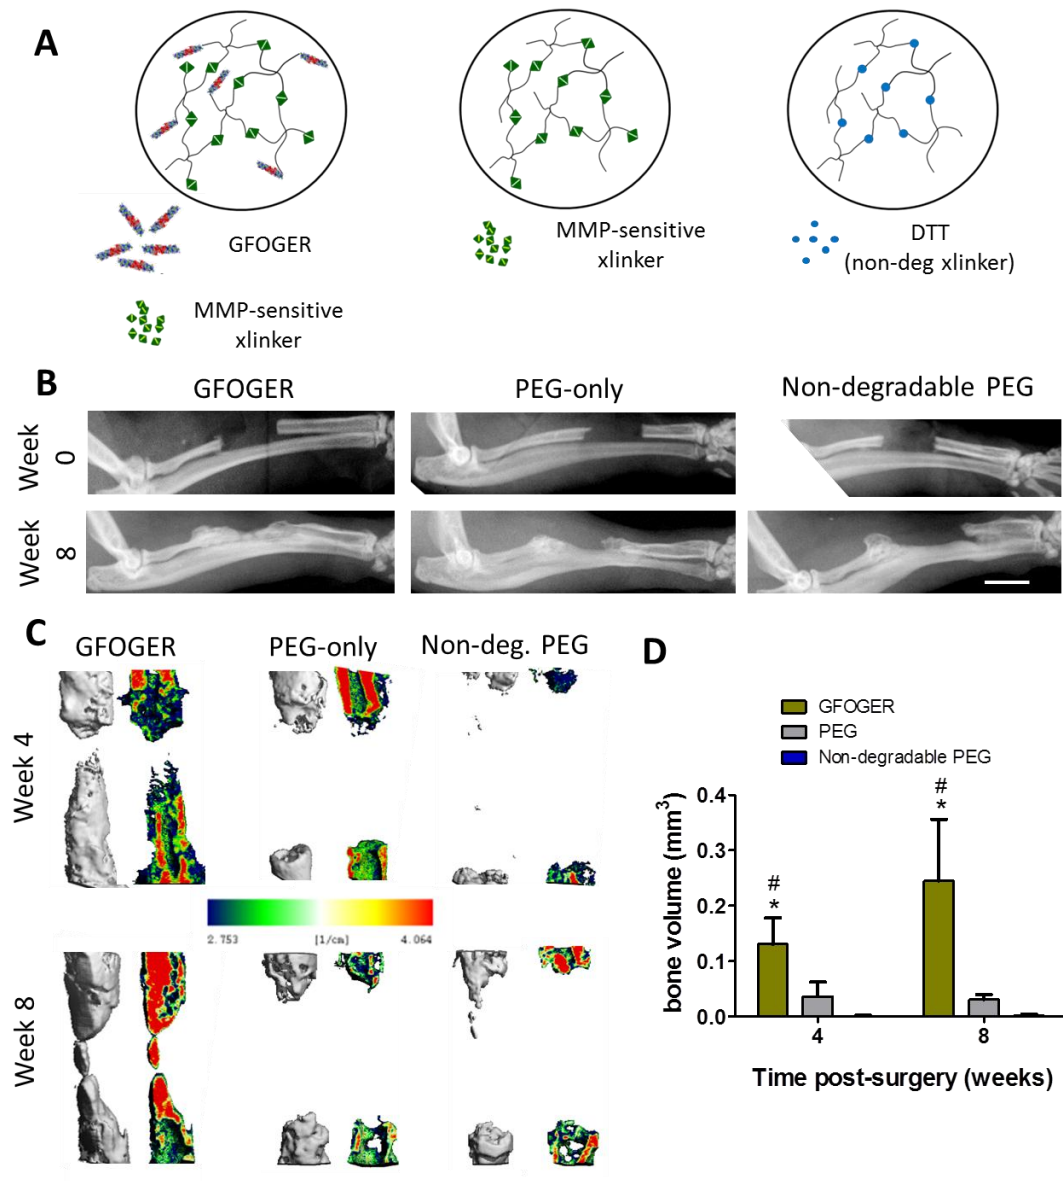 A
GFOGER
MMP-sensitive
xlinker
MMP-sensitive
xlinker
DTT
(non-deg xlinker)
B
GFOGER
PEG-only
Non-degradable PEG
Week
0
Week
8
C
GFOGER
PEG-only
Non-deg. PEG
Week 4
2.753
[1/cm]
4.064
Week 8
D
GFOGER
PEG
Non-degradable PEG
bone volume (mm³)
0.4
0.3
0.2
0.1
0.0
#
*
#
*
4
8
Time post-surgery (weeks)